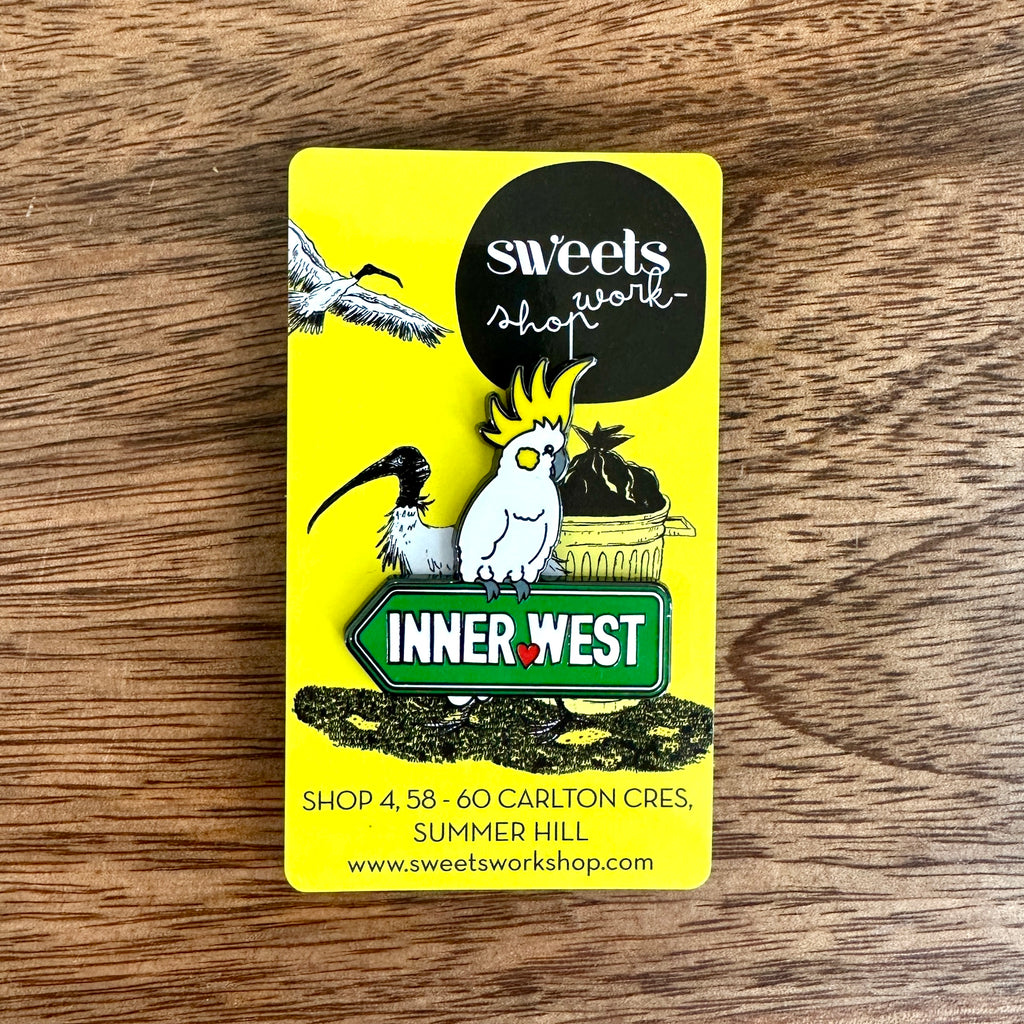 sweets
work-
shop
INNER WEST
SHOP 4, 58 - 60 CARLTON CRES,
SUMMER HILL
www.sweetsworkshop.com